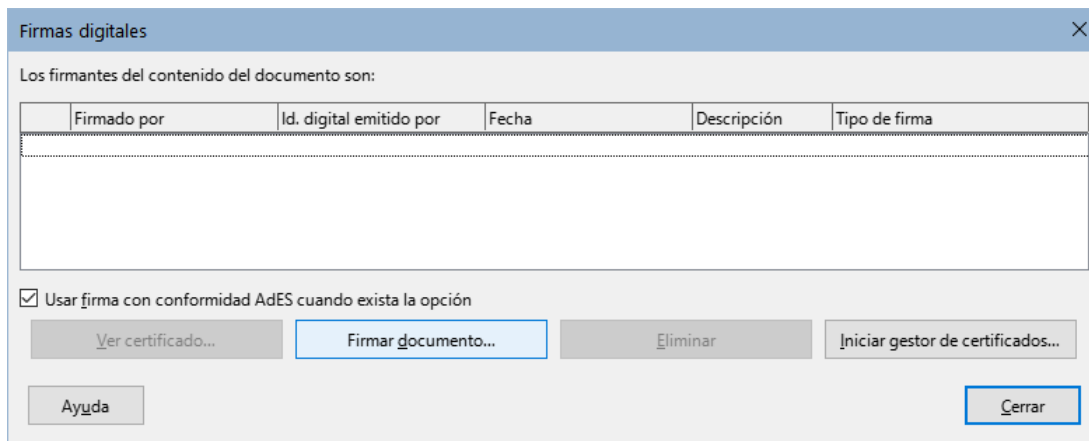 Firmas digitales
Los firmantes del contenido del documento son:
Firmado por Id. digital emitido por Fecha Descripción Tipo de firma
Usar firma con conformidad AdES cuando exista la opción
Ver certificado... Firmar documento... Eliminar Iniciar gestor de certificados...
Ayuda Cerrar